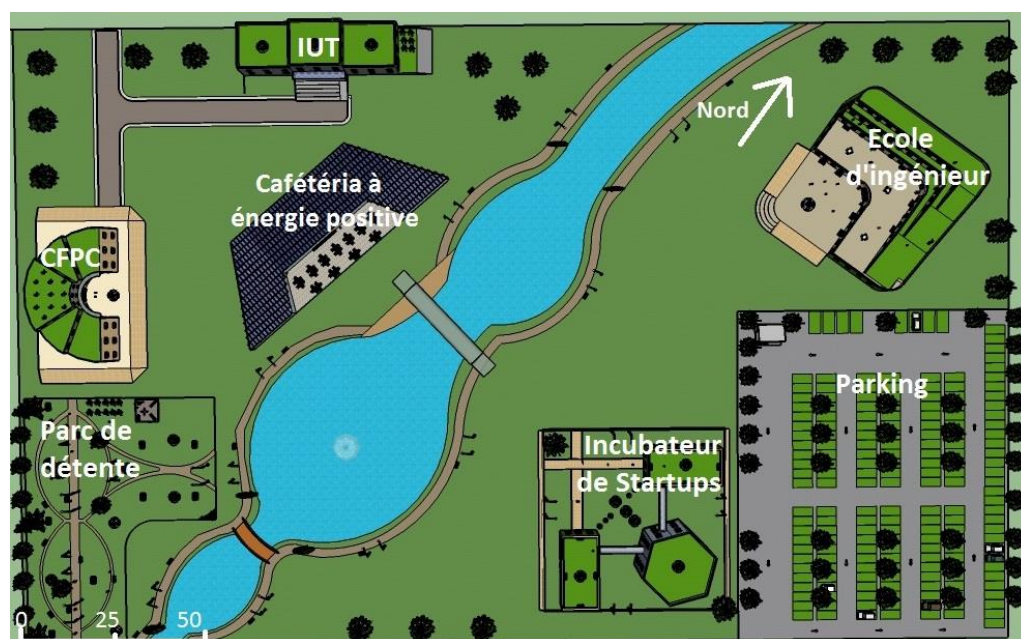 IUT
Nord
Ecole
d'ingénieur
Cafétéria à
énergie positive
CFPC
Parking
Parc de
détente
Incubateur
de Startups
0 25 50